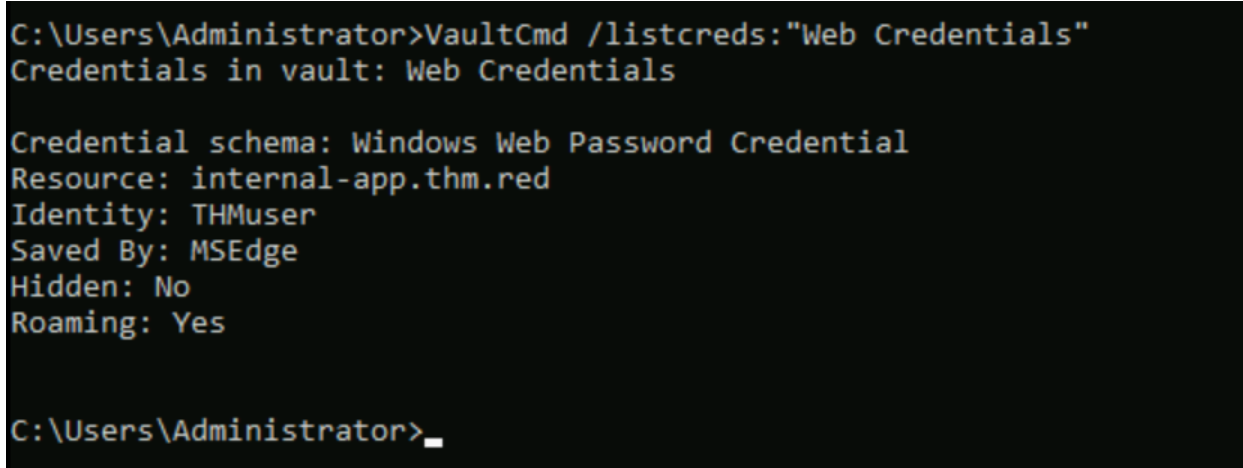 C:\Users\Administrator>VaultCmd /listcreds:"Web Credentials"
Credentials in vault: Web Credentials
Credential schema: Windows Web Password Credential
Resource: internal-app.thm.red
Identity: THMuser
Saved By: MSEdge
Hidden: No
Roaming: Yes
C:\Users\Administrator>